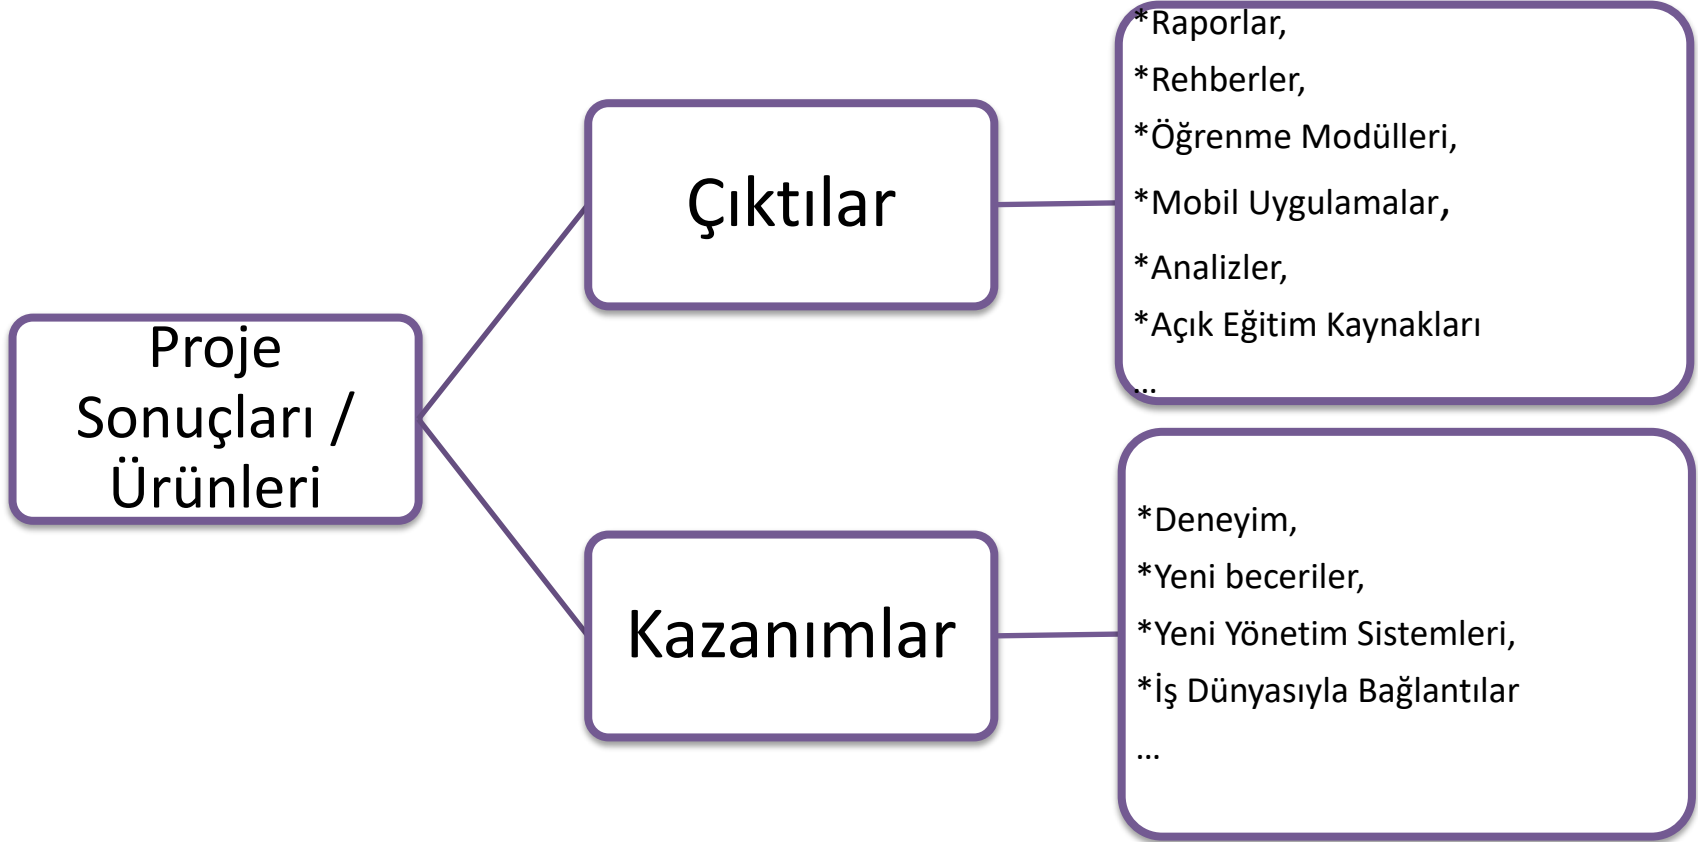 Proje
Sonuçları /
Ürünleri
Çıktılar
*Raporlar,
*Rehberler,
*Öğrenme Modülleri,
*Mobil Uygulamalar,
*Analizler,
*Açık Eğitim Kaynakları
...
Kazanımlar
*Deneyim,
*Yeni beceriler,
*Yeni Yönetim Sistemleri,
*İş Dünyasıyla Bağlantılar
...